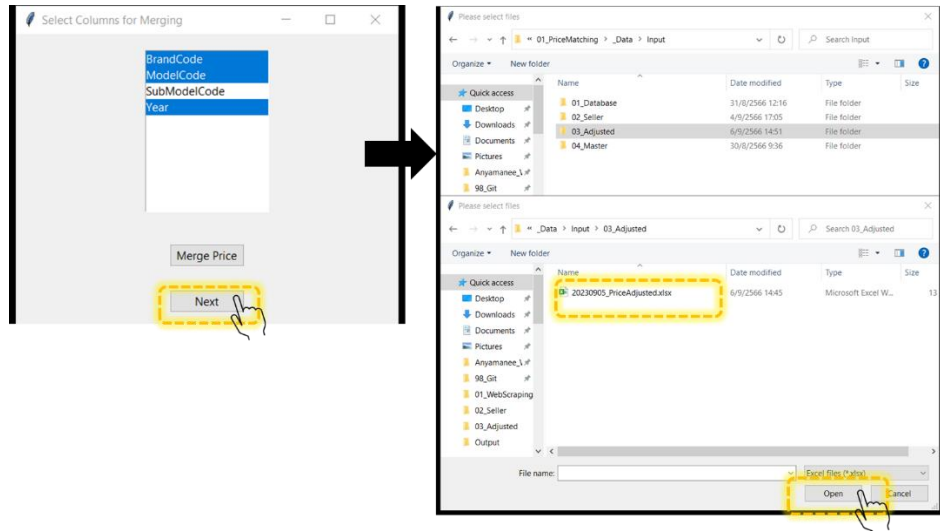 Select Columns for Merging
BrandCode
ModelCode
SubModelCode
Year
Merge Price
Next
Please select files
« 01_PriceMatching > _Data > Input
Search Input
Organize
New folder
Name Date modified Type Size
Quick access
Desktop
Downloads
Documents
Pictures
98_Git
01_Database 31/8/2566 12:16 File folder
02_Seller 4/9/2566 17:05 File folder
03_Adjusted 6/9/2566 14:51 File folder
04_Master 30/8/2566 9:36 File folder
Please select files
« _Data > Input > 03_Adjusted
Search 03_Adjusted
Organize
New folder
Name Date modified Type Size
Quick access
Desktop
Downloads
Documents
Pictures
98_Git
01_WebScraping
02_Seller
03_Adjusted
Output
20230905_PriceAdjusted.xlsx 6/9/2566 14:45 Microsoft Excel W... 13
File name:
Excel files (*.xlsx)
Open
Cancel